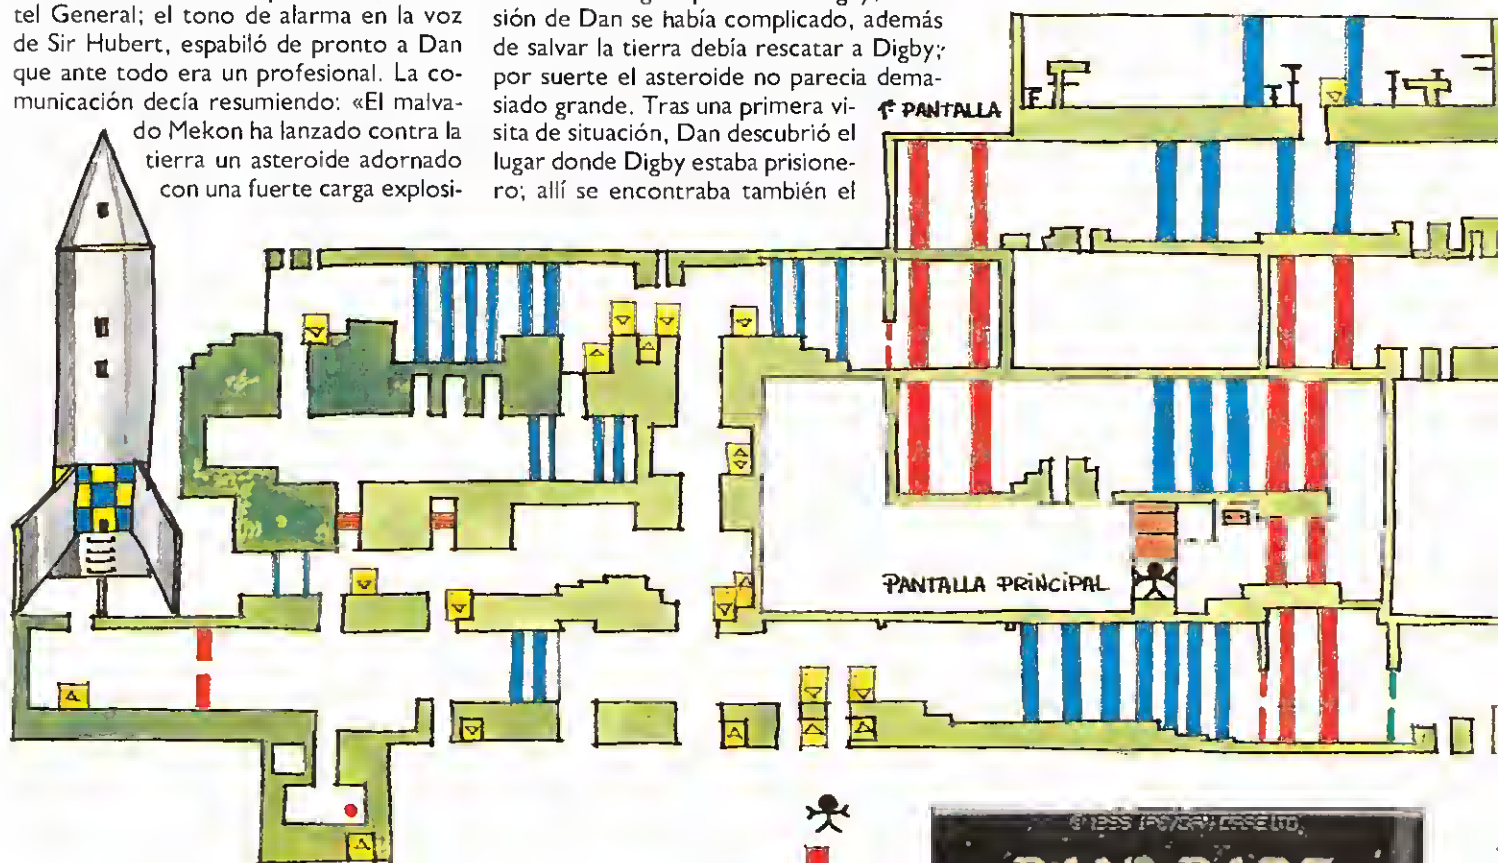 tel General; el tono de alarma en la voz
de Sir Hubert, espabiló de pronto a Dan
que ante todo era un profesional. La co-
municación decía resumiendo: «El malva-
do Mekon ha lanzado contra la
tierra un asteroide adornado
con una fuerte carga explosi-
sión de Dan se había complicado, además
de salvar la tierra debía rescatar a Digby;
por suerte el asteroide no parecia dema-
siado grande. Tras una primera vi-
sita de situación, Dan descubrió el
lugar donde Digby estaba prisione-
ro; allí se encontraba también el
PANTALLA
PANTALLA PRINCIPAL